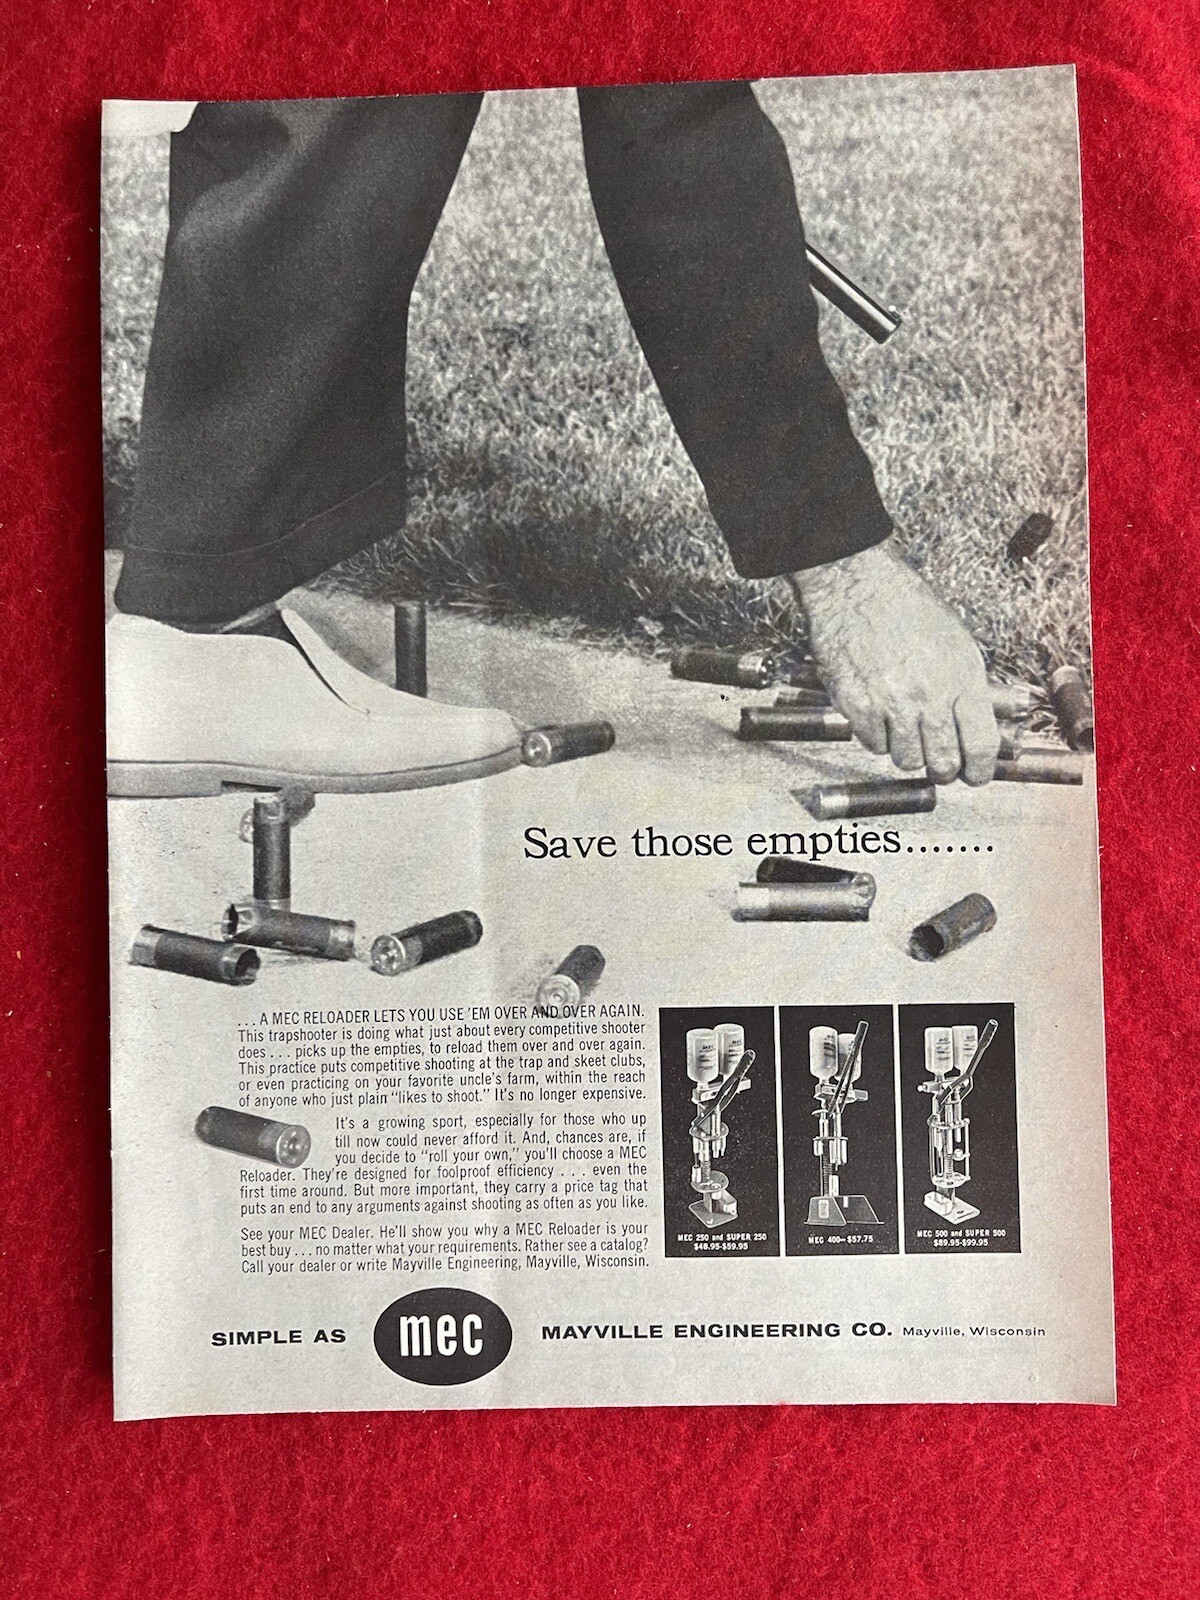 Save those empties.......
... A MEC RELOADER LETS YOU USE 'EM OVER AND OVER AGAIN.
This trapshooter is doing what just about every competitive shooter
does ... picks up the empties, to reload them over and over again.
This practice puts competitive shooting at the trap and skeet clubs,
or even practicing on your favorite uncle's farm, within the reach
of anyone who just plain "likes to shoot." It's no longer expensive.
It's a growing sport, especially for those who up
till now could never afford it. And, chances are, if
you decide to "roll your own," you'll choose a MEC
Reloader. They're designed for foolproof efficiency ... even the
first time around. But more important, they carry a price tag that
puts an end to any arguments against shooting as often as you like.
See your MEC Dealer. He'll show you why a MEC Reloader is your
best buy ... no matter what your requirements. Rather see a catalog?
Call your dealer or write Mayville Engineering, Mayville, Wisconsin.
MEC 250 and SUPER 250
$48.95-$59.95
MEC 400—$57.75
MEC 500 and SUPER 500
$89.95-$99.95
SIMPLE AS mec MAYVILLE ENGINEERING CO. Mayville, Wisconsin